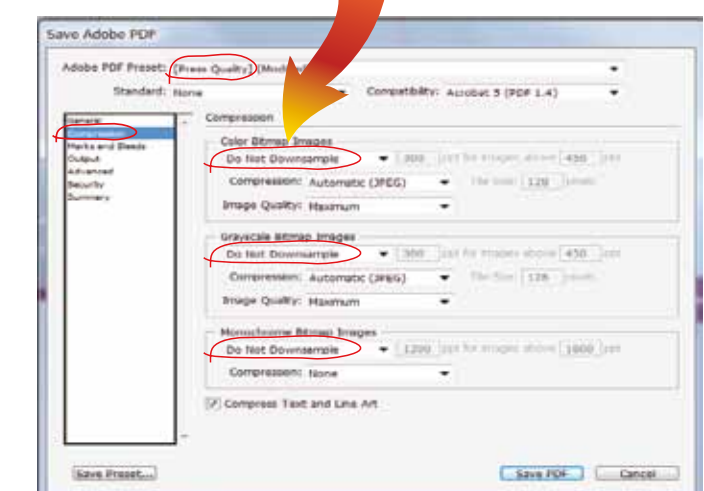 Save Adobe PDF
Adobe PDF Preset: [Press Quality]
Standard: None
Compatibility: Acrobat 5 (PDF 1.4)
General
Compression
Marks and Bleeds
Output
Advanced
Security
Summary
Compression
Color Bitmap Images
Do Not Downsample 300 ppi for images above 450 ppi
Compression: Automatic (JPEG) Tile Size: 128 pixels
Image Quality: Maximum
Grayscale Bitmap Images
Do Not Downsample 300 ppi for images above 450 ppi
Compression: Automatic (JPEG) Tile Size: 128 pixels
Image Quality: Maximum
Monochrome Bitmap Images
Do Not Downsample 1200 ppi for images above 1800 ppi
Compression: None
Compress Text and Line Art
Save Preset...
Save PDF
Cancel